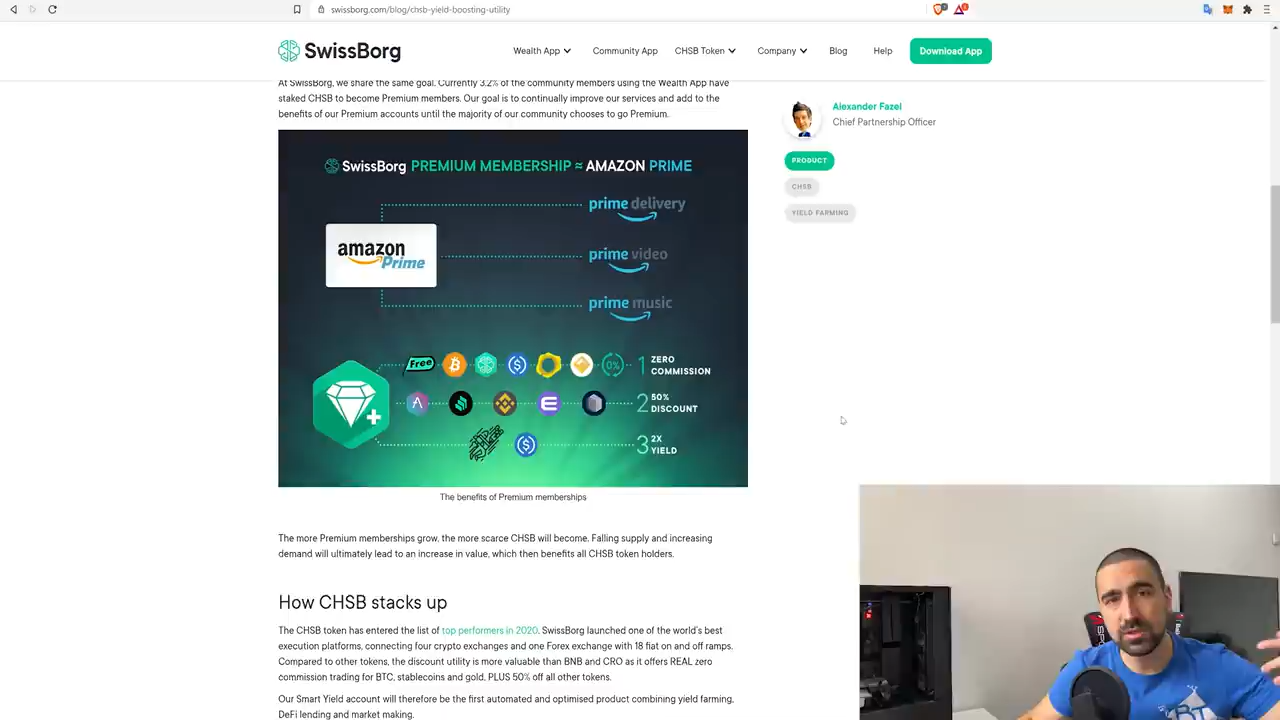 swissborg.com/blog/chsb-yield-boosting-utility
SwissBorg
Wealth App
Community App
CHSB Token
Company
Blog
Help
Download App
At SwissBorg, we share the same goal. Currently 3.2% of the community members using the Wealth App have
staked CHSB to become Premium members. Our goal is to continually improve our services and add to the
benefits of our Premium accounts until the majority of our community chooses to go Premium.
Alexander Fazel
Chief Partnership Officer
PRODUCT
CHSB
YIELD FARMING
SwissBorg PREMIUM MEMBERSHIP ≈ AMAZON PRIME
prime delivery
amazon
Prime
prime video
prime music
Free
0%
1 ZERO
COMMISSION
2 50%
DISCOUNT
3 2X
YIELD
The benefits of Premium memberships
The more Premium memberships grow, the more scarce CHSB will become. Falling supply and increasing
demand will ultimately lead to an increase in value, which then benefits all CHSB token holders.
How CHSB stacks up
The CHSB token has entered the list of top performers in 2020. SwissBorg launched one of the world's best
execution platforms, connecting four crypto exchanges and one Forex exchange with 18 fiat on and off ramps.
Compared to other tokens, the discount utility is more valuable than BNB and CRO as it offers REAL zero
commission trading for BTC, stablecoins and gold, PLUS 50% off all other tokens.
Our Smart Yield account will therefore be the first automated and optimised product combining yield farming,
DeFi lending and market making.